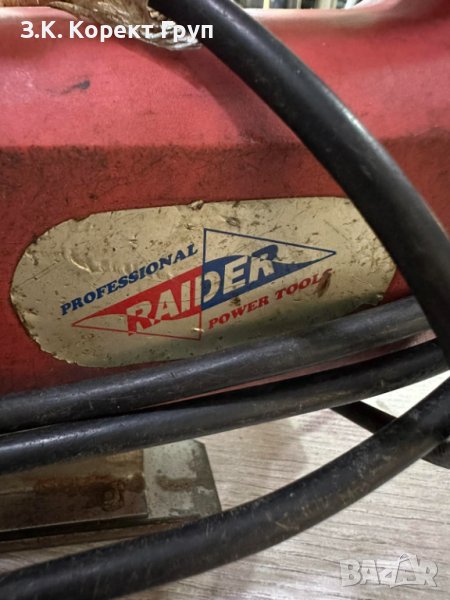 З.К. Корект Груп
PROFESSIONAL
RAIDER
POWER TOOLS
BAZAR